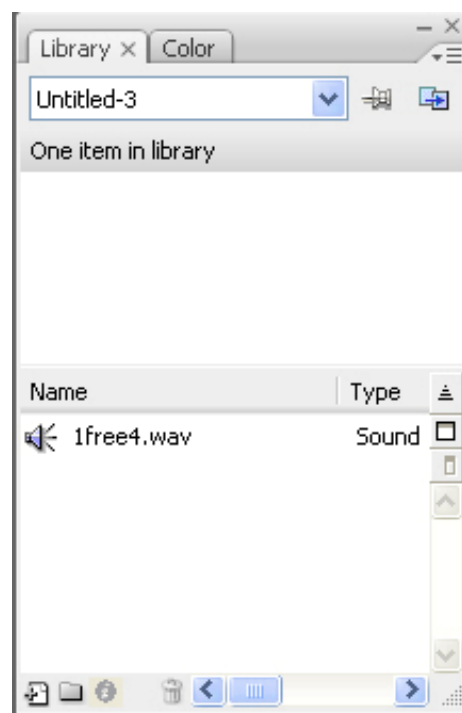 Library Color
Untitled-3
One item in library
Name Type
1free4.wav Sound